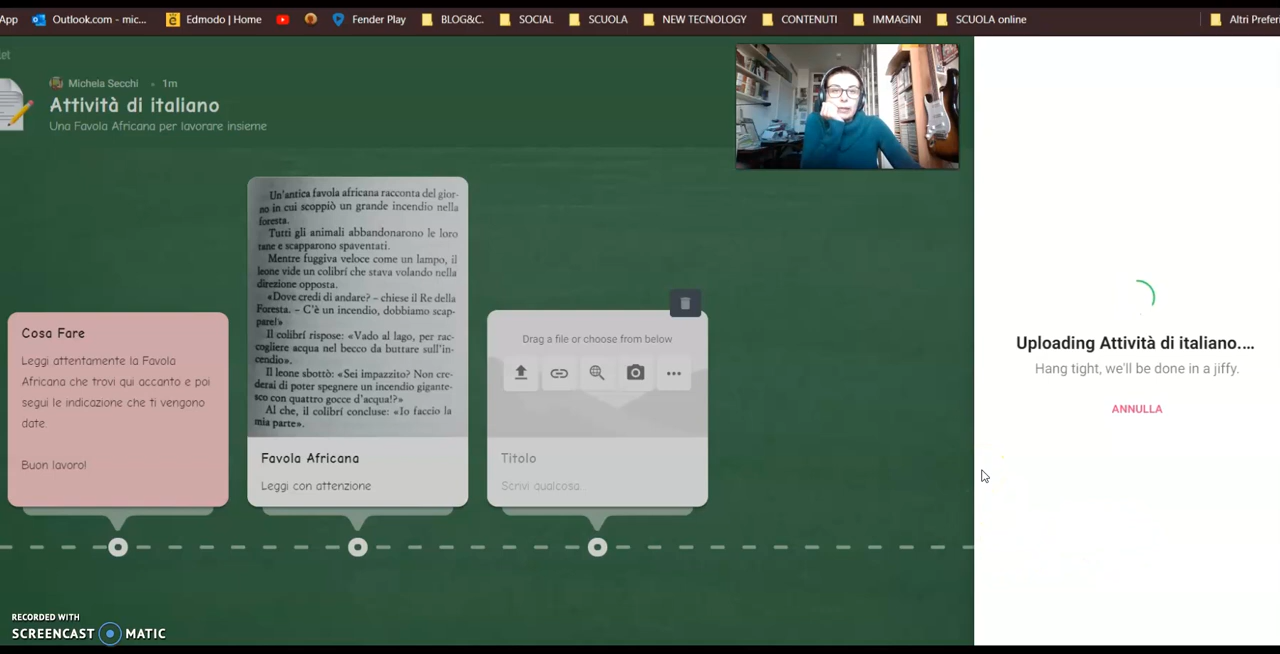 App
Outlook.com - mic...
Edmodo | Home
Fender Play
BLOG&C.
SOCIAL
SCUOLA
NEW TECNOLOGY
CONTENUTI
IMMAGINI
SCUOLA online
Altri Prefer
let
Michela Secchi • 1m
Attività di italiano
Una Favola Africana per lavorare insieme
Cosa Fare
Leggi attentamente la Favola
Africana che trovi qui accanto e poi
segui le indicazione che ti vengono
date.
Buon lavoro!
Un'antica favola africana racconta del gior-
no in cui scoppiò un grande incendio nella
foresta.
Tutti gli animali abbandonarono le loro
tane e scapparono spaventati.
Mentre fuggiva veloce come un lampo, il
leone vide un colibrí che stava volando nella
direzione opposta.
«Dove credi di andare? – chiese il Re della
Foresta. – C'è un incendio, dobbiamo scap-
pare!»
Il colibrí rispose: «Vado al lago, per rac-
cogliere acqua nel becco da buttare sull'in-
cendio».
Il leone sbottò: «Sei impazzito? Non cre-
derai di poter spegnere un incendio gigante-
sco con quattro gocce d'acqua!?»
Al che, il colibrí concluse: «Io faccio la
mia parte».
Favola Africana
Leggi con attenzione
Drag a file or choose from below
Titolo
Scrivi qualcosa
Uploading Attività di italiano....
Hang tight, we'll be done in a jiffy.
ANNULLA
RECORDED WITH
SCREENCAST MATIC